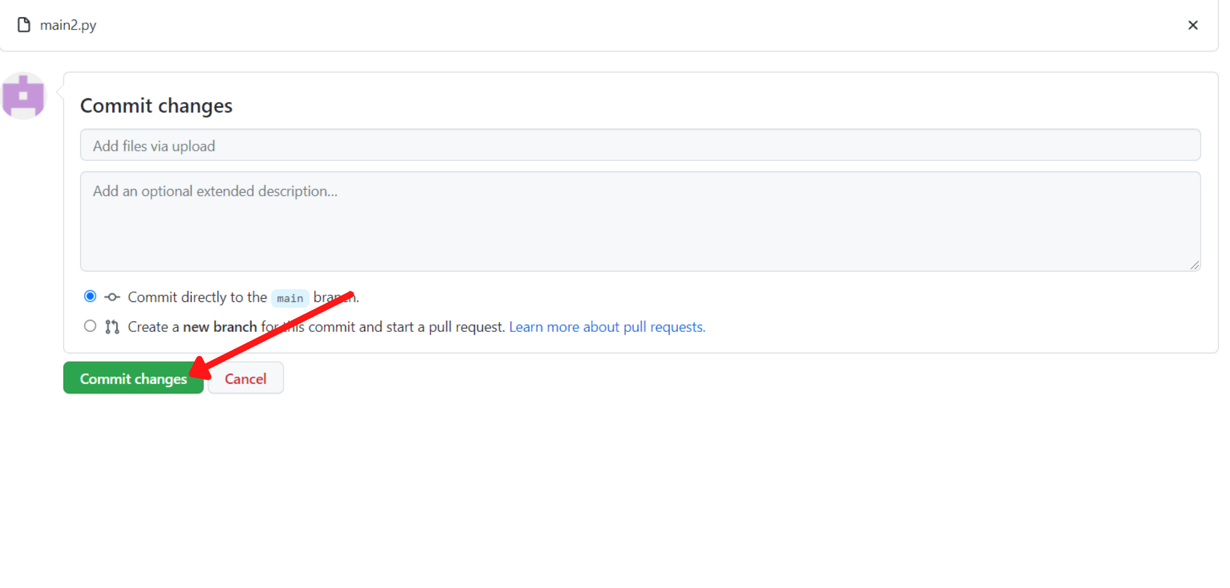 main2.py
Commit changes
Add files via upload
Add an optional extended description...
Commit directly to the main branch.
Create a new branch for this commit and start a pull request. Learn more about pull requests.
Commit changes Cancel